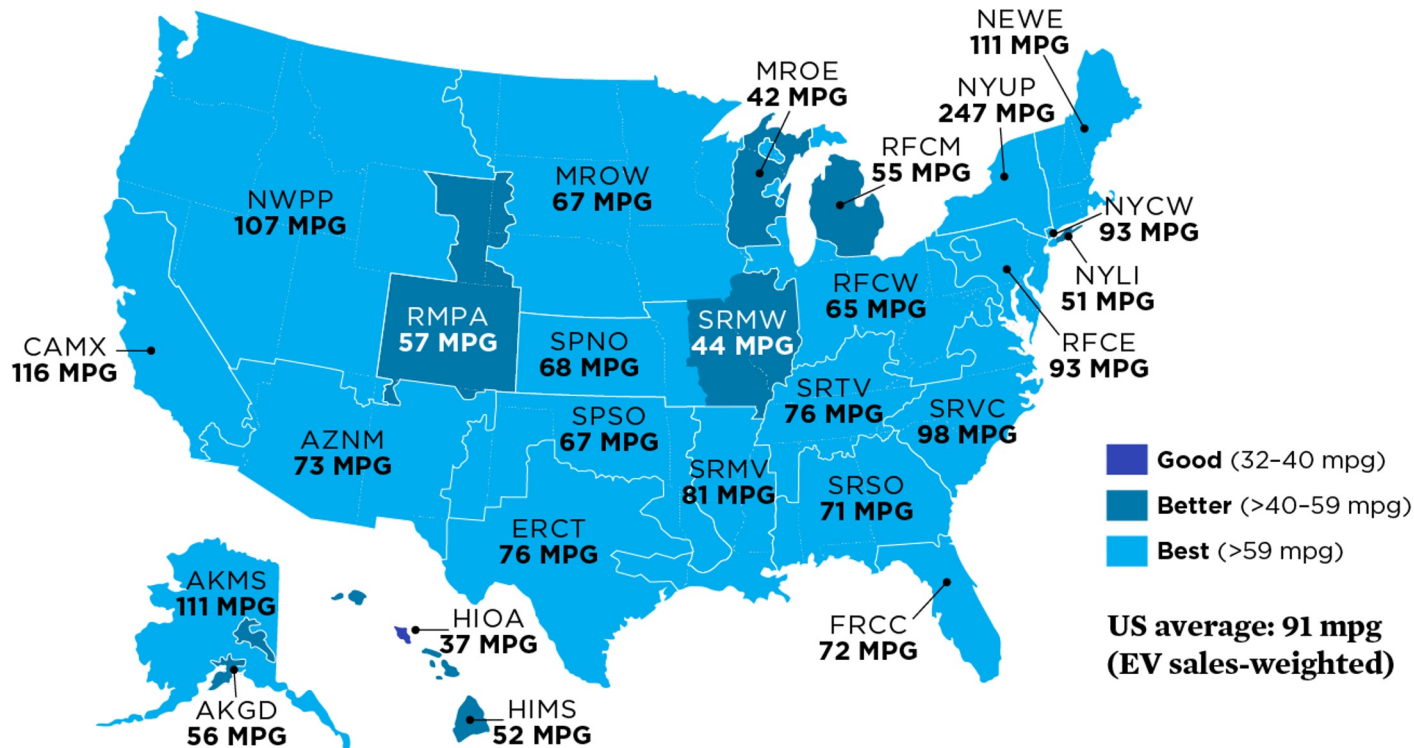 NEWE
111 MPG
MROE
42 MPG
NYUP
247 MPG
RFCM
55 MPG
MROW
67 MPG
NWPP
107 MPG
NYCW
93 MPG
NYLI
51 MPG
RFCW
65 MPG
RMPA
57 MPG
SRMW
44 MPG
SPNO
68 MPG
CAMX
116 MPG
RFCE
93 MPG
SRTV
76 MPG
SRVC
98 MPG
SPSO
67 MPG
AZNM
73 MPG
SRMV
81 MPG
SRSO
71 MPG
ERCT
76 MPG
Good (32–40 mpg)
Better (>40–59 mpg)
Best (>59 mpg)
AKMS
111 MPG
HIOA
37 MPG
FRCC
72 MPG
US average: 91 mpg
(EV sales-weighted)
AKGD
56 MPG
HIMS
52 MPG